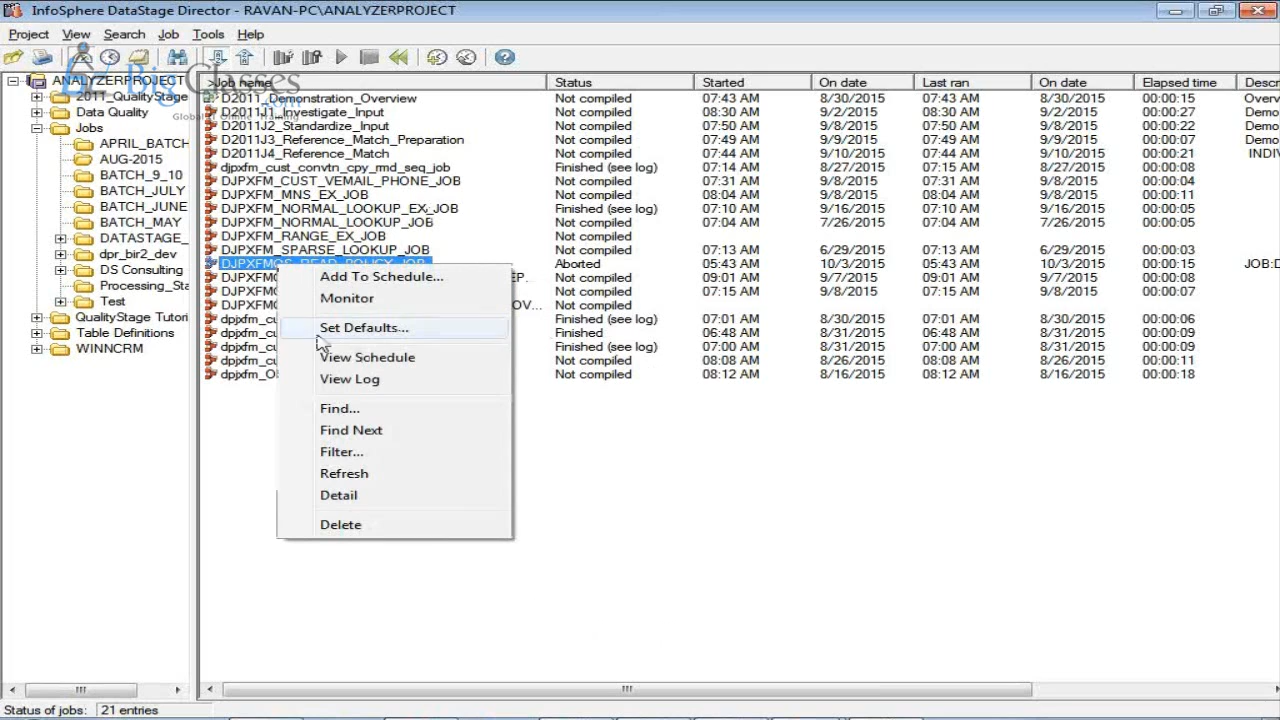 InfoSphere DataStage Director - RAVAN-PC\ANALYZERPROJECT
Project View Search Job Tools Help
BigClasses
.com
Global IT Online Training
ANALYZERPROJECT
2011_QualityStage
Data Quality
Jobs
APRIL_BATCH
AUG-2015
BATCH_9_10
BATCH_JULY
BATCH_JUNE
BATCH_MAY
DATASTAGE_
dpr_bir2_dev
DS Consulting
Processing_Sta
Test
QualityStage Tutori
Table Definitions
WINNCRM
>Job name Status Started On date Last ran On date Elapsed time Descr
D2011_Demonstration_Overview Not compiled 07:43 AM 8/30/2015 07:43 AM 8/30/2015 00:00:15 Overv
D2011J1_Investigate_Input Not compiled 08:30 AM 9/2/2015 08:30 AM 9/2/2015 00:00:27 Demo
D2011J2_Standardize_Input Not compiled 07:50 AM 9/8/2015 07:50 AM 9/8/2015 00:00:22 Demo
D2011J3_Reference_Match_Preparation Not compiled 07:49 AM 9/9/2015 07:49 AM 9/9/2015 00:00:25 Demo
D2011J4_Reference_Match Not compiled 07:44 AM 9/10/2015 07:44 AM 9/10/2015 00:00:21 INDIV
djpxfm_cust_convtn_cpy_rmd_seq_job Finished (see log) 07:14 AM 8/27/2015 07:15 AM 8/27/2015 00:00:08
DJPXFM_CUST_VEMAIL_PHONE_JOB Not compiled 07:31 AM 9/8/2015 07:31 AM 9/8/2015 00:00:04
DJPXFM_MNS_EX_JOB Not compiled 08:04 AM 9/8/2015 08:04 AM 9/8/2015 00:00:11
DJPXFM_NORMAL_LOOKUP_EX_JOB Finished (see log) 07:10 AM 9/16/2015 07:10 AM 9/16/2015 00:00:05
DJPXFM_NORMAL_LOOKUP_JOB Not compiled 07:04 AM 7/26/2015 07:04 AM 7/26/2015 00:00:05
DJPXFM_RANGE_EX_JOB Not compiled
DJPXFM_SPARSE_LOOKUP_JOB Not compiled 07:13 AM 6/29/2015 07:13 AM 6/29/2015 00:00:03
DJPXFMQS_READ_POLICY_JOB Aborted 05:43 AM 10/3/2015 05:43 AM 10/3/2015 00:00:15 JOB:D
DJPXFM EP. Not compiled 09:01 AM 9/7/2015 09:01 AM 9/7/2015 00:00:08
DJPXFM Not compiled 07:15 AM 9/8/2015 07:15 AM 9/8/2015 00:00:07
DJPXFM OV... Not compiled
dpjxfm_cu Finished (see log) 07:01 AM 8/30/2015 07:01 AM 8/30/2015 00:00:06
dpjxfm_cu Finished 06:48 AM 8/31/2015 06:48 AM 8/31/2015 00:00:09
dpjxfm_cu Finished (see log) 07:00 AM 8/31/2015 07:00 AM 8/31/2015 00:00:09
dpjxfm_cu Not compiled 08:08 AM 8/26/2015 08:08 AM 8/26/2015 00:00:11
dpjxfm_O Not compiled 08:12 AM 8/16/2015 08:12 AM 8/16/2015 00:00:18
Add To Schedule...
Monitor
Set Defaults...
View Schedule
View Log
Find...
Find Next
Filter...
Refresh
Detail
Delete
Status of jobs: 21 entries